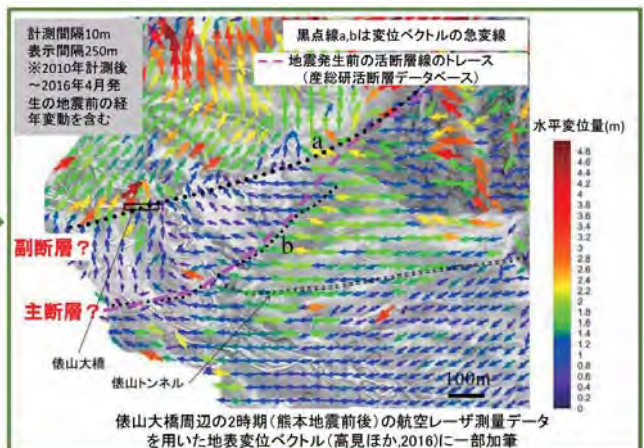 計測間隔10m
表示間隔250m
※2010年計測後
~2016年4月発
生の地震前の経
年変動を含む
黒点線a,bは変位ベクトルの急変線
地震発生前の活断層線のトレース
(産総研活断層データベース)
水平変位量(m)
4.8
4.6
4.4
4.2
4
3.8
3.6
3.4
3.2
3
2.8
2.6
2.4
2.2
2
1.8
1.6
1.4
1.2
1
0.8
0.6
0.4
0.2
0
a
b
副断層?
主断層?
俵山大橋
俵山トンネル
100m
俵山大橋周辺の2時期(熊本地震前後)の航空レーザ測量データ
を用いた地表変位ベクトル(高見ほか,2016)に一部加筆